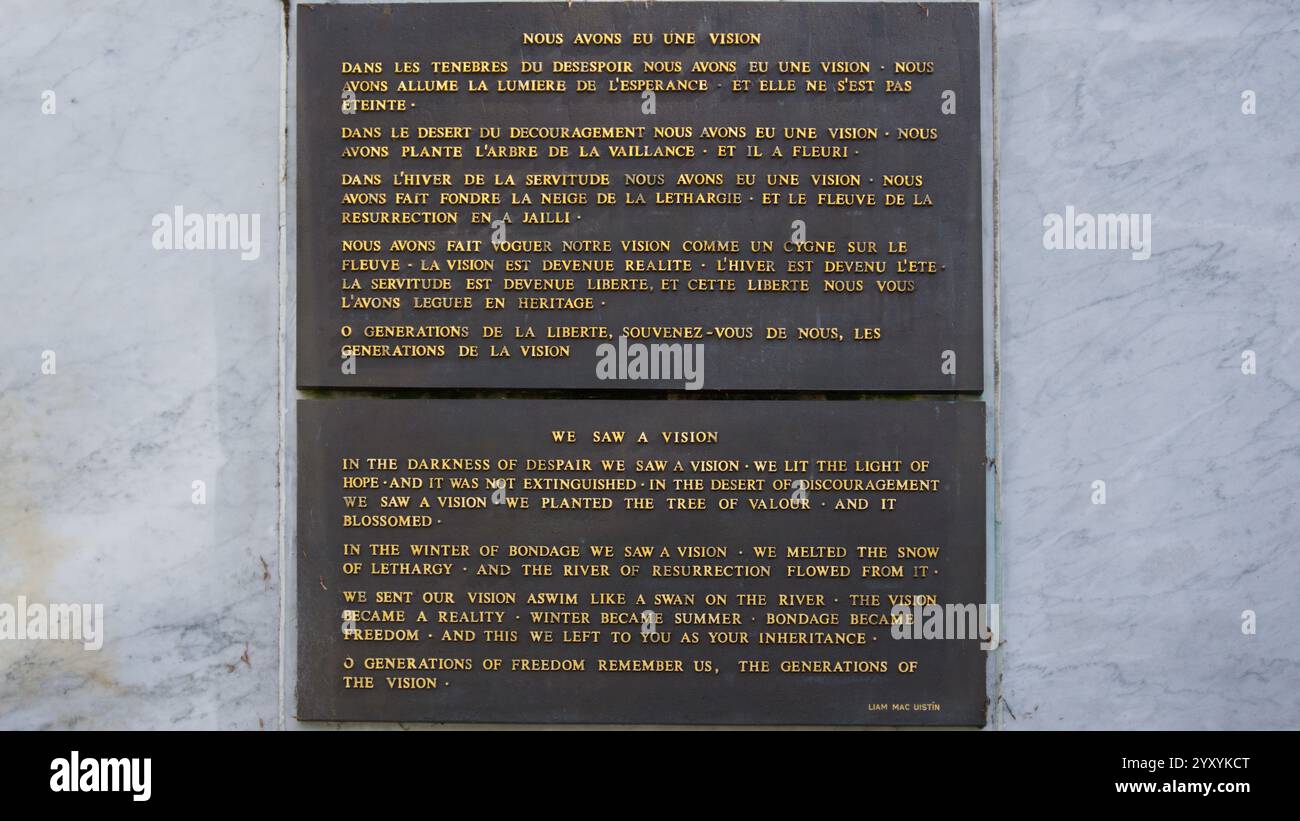 NOUS AVONS EU UNE VISION
DANS LES TENEBRES DU DESESPOIR NOUS AVONS EU UNE VISION · NOUS
AVONS ALLUME LA LUMIERE DE L'ESPERANCE · ET ELLE NE S'EST PAS
ETEINTE ·
DANS LE DESERT DU DECOURAGEMENT NOUS AVONS EU UNE VISION · NOUS
AVONS PLANTE L'ARBRE DE LA VAILLANCE · ET IL A FLEURI ·
DANS L'HIVER DE LA SERVITUDE NOUS AVONS EU UNE VISION · NOUS
AVONS FAIT FONDRE LA NEIGE DE LA LETHARGIE · ET LE FLEUVE DE LA
RESURRECTION EN A JAILLI ·
NOUS AVONS FAIT VOGUER NOTRE VISION COMME UN CYGNE SUR LE
FLEUVE · LA VISION EST DEVENUE REALITE · L'HIVER EST DEVENU L'ETE ·
LA SERVITUDE EST DEVENUE LIBERTE, ET CETTE LIBERTE NOUS VOUS
L'AVONS LEGUEE EN HERITAGE ·
O GENERATIONS DE LA LIBERTE, SOUVENEZ-VOUS DE NOUS, LES
GENERATIONS DE LA VISION
WE SAW A VISION
IN THE DARKNESS OF DESPAIR WE SAW A VISION · WE LIT THE LIGHT OF
HOPE · AND IT WAS NOT EXTINGUISHED · IN THE DESERT OF DISCOURAGEMENT
WE SAW A VISION · WE PLANTED THE TREE OF VALOUR · AND IT
BLOSSOMED ·
IN THE WINTER OF BONDAGE WE SAW A VISION · WE MELTED THE SNOW
OF LETHARGY · AND THE RIVER OF RESURRECTION FLOWED FROM IT ·
WE SENT OUR VISION ASWIM LIKE A SWAN ON THE RIVER · THE VISION
BECAME A REALITY · WINTER BECAME SUMMER · BONDAGE BECAME
FREEDOM · AND THIS WE LEFT TO YOU AS YOUR INHERITANCE ·
O GENERATIONS OF FREEDOM REMEMBER US, THE GENERATIONS OF
THE VISION ·
LIAM MAC UISTÍN
alamy
alamy
alamy
alamy
alamy
alamy
Image ID: 2YXYKCT
www.alamy.com